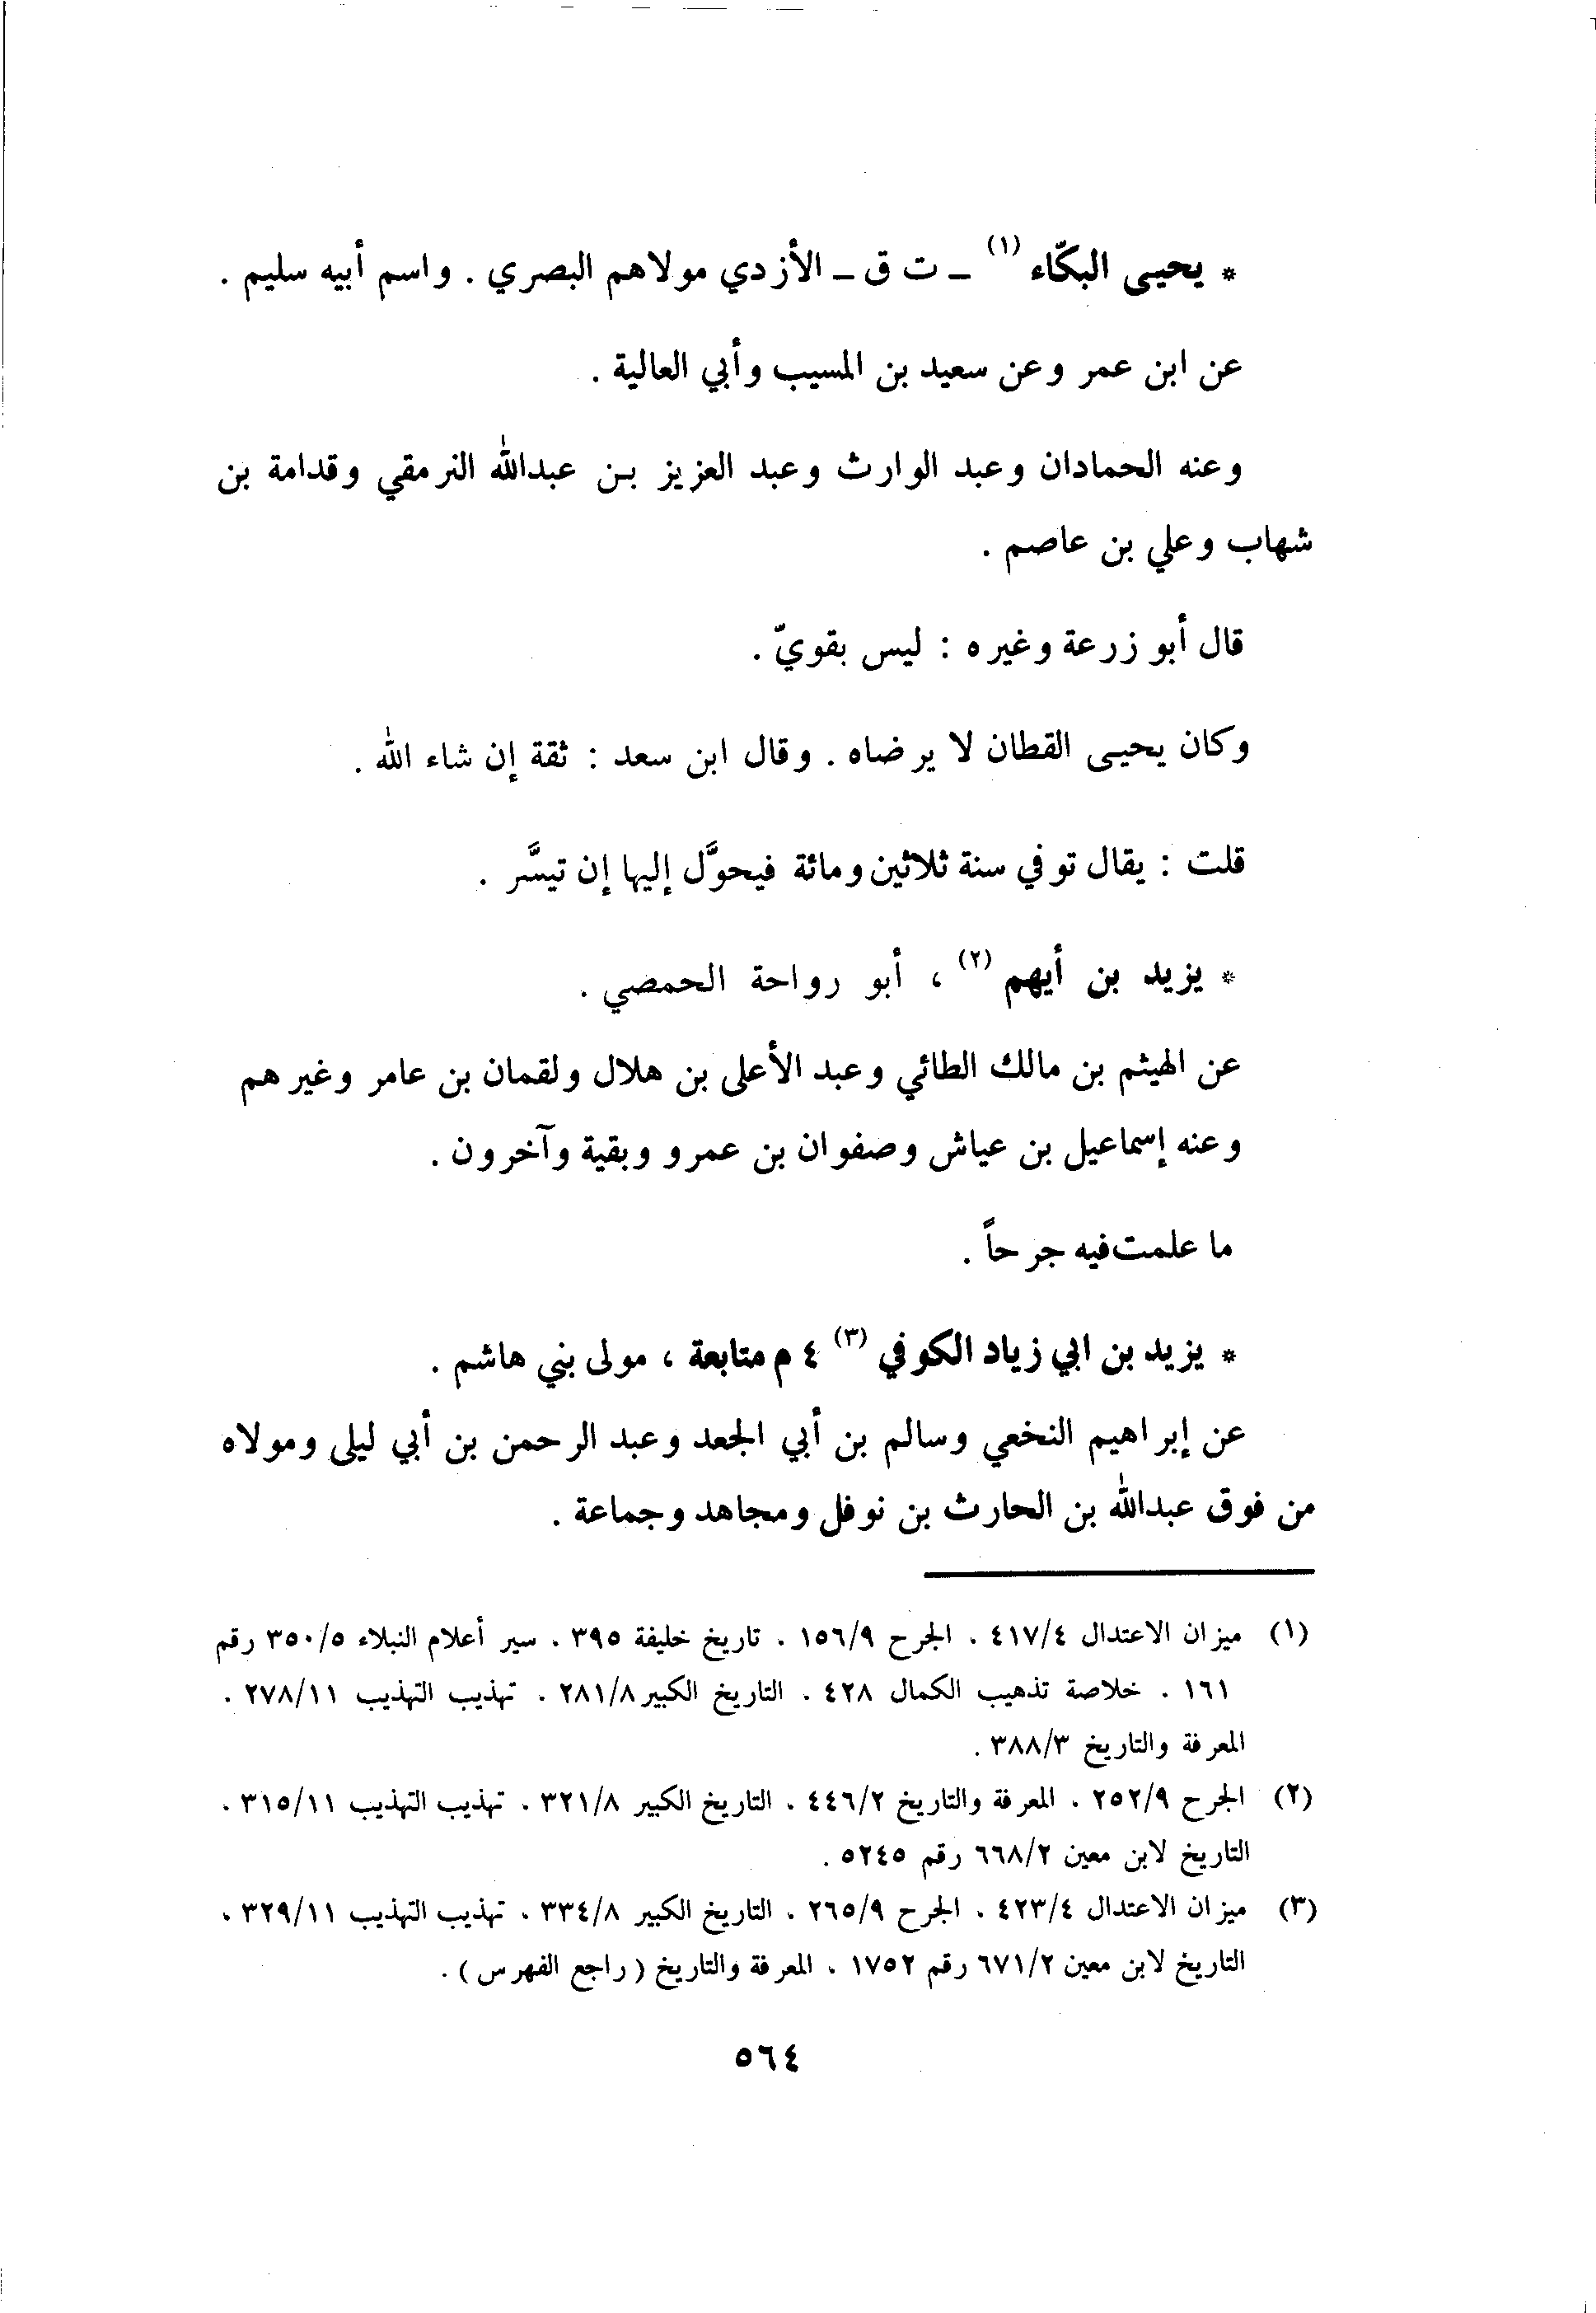 * يحيـى البكّاء (١) ـ ت ق ـ الأزدي مولاهم البصري . واسم أبيه سليم .
عن ابن عمر وعن سعيد بن المسيب وأبي العالية .
وعنه الحمادان وعبد الوارث وعبد العزيز بـن عبدالله النرمقي وقدامة بن
شهاب وعلي بن عاصم .
قال أبو زرعة وغيره : ليس بقويّ .
وكان يحيـى القطان لا يرضاه . وقال ابن سعد : ثقة إن شاء الله .
قلت : يقال توفي سنة ثلاثين ومائة فيحوَّل إليها إن تيسَّر .
* يزيد بن أيهم (٢) ، أبو رواحة الحمصي .
عن الهيثم بن مالك الطائي وعبد الأعلى بن هلال ولقمان بن عامر وغيرهم
وعنه إسماعيل بن عياش وصفوان بن عمرو وبقية وآخرون .
ما علمت فيه جرحاً .
* يزيد بن ابي زياد الكوفي (٣) ٤ م متابعة ، مولى بني هاشم .
عن إبراهيم النخعي وسالم بن أبي الجعد وعبد الرحمن بن أبي ليلى ومولاه
من فوق عبدالله بن الحارث بن نوفل ومجاهد وجماعة .
(١) ميزان الاعتدال ٤١٧/٤ . الجرح ١٥٦/٩ . تاريخ خليفة ٣٩٥ . سير أعلام النبلاء ٣٥٠/٥ رقم
١٦١ . خلاصة تذهيب الكمال ٤٢٨ . التاريخ الكبير ٢٨١/٨ . تهذيب التهذيب ٢٧٨/١١ .
المعرفة والتاريخ ٣٨٨/٣ .
(٢) الجرح ٢٥٢/٩ . المعرفة والتاريخ ٤٤٦/٢ . التاريخ الكبير ٣٢١/٨ . تهذيب التهذيب ٣١٥/١١ .
التاريخ لابن معين ٦٦٨/٢ رقم ٥٢٤٥ .
(٣) ميزان الاعتدال ٤٢٣/٤ . الجرح ٢٦٥/٩ . التاريخ الكبير ٣٣٤/٨ . تهذيب التهذيب ٣٢٩/١١ .
التاريخ لابن معين ٦٧١/٢ رقم ١٧٥٢ . المعرفة والتاريخ ( راجع الفهرس ) .
٥٦٤